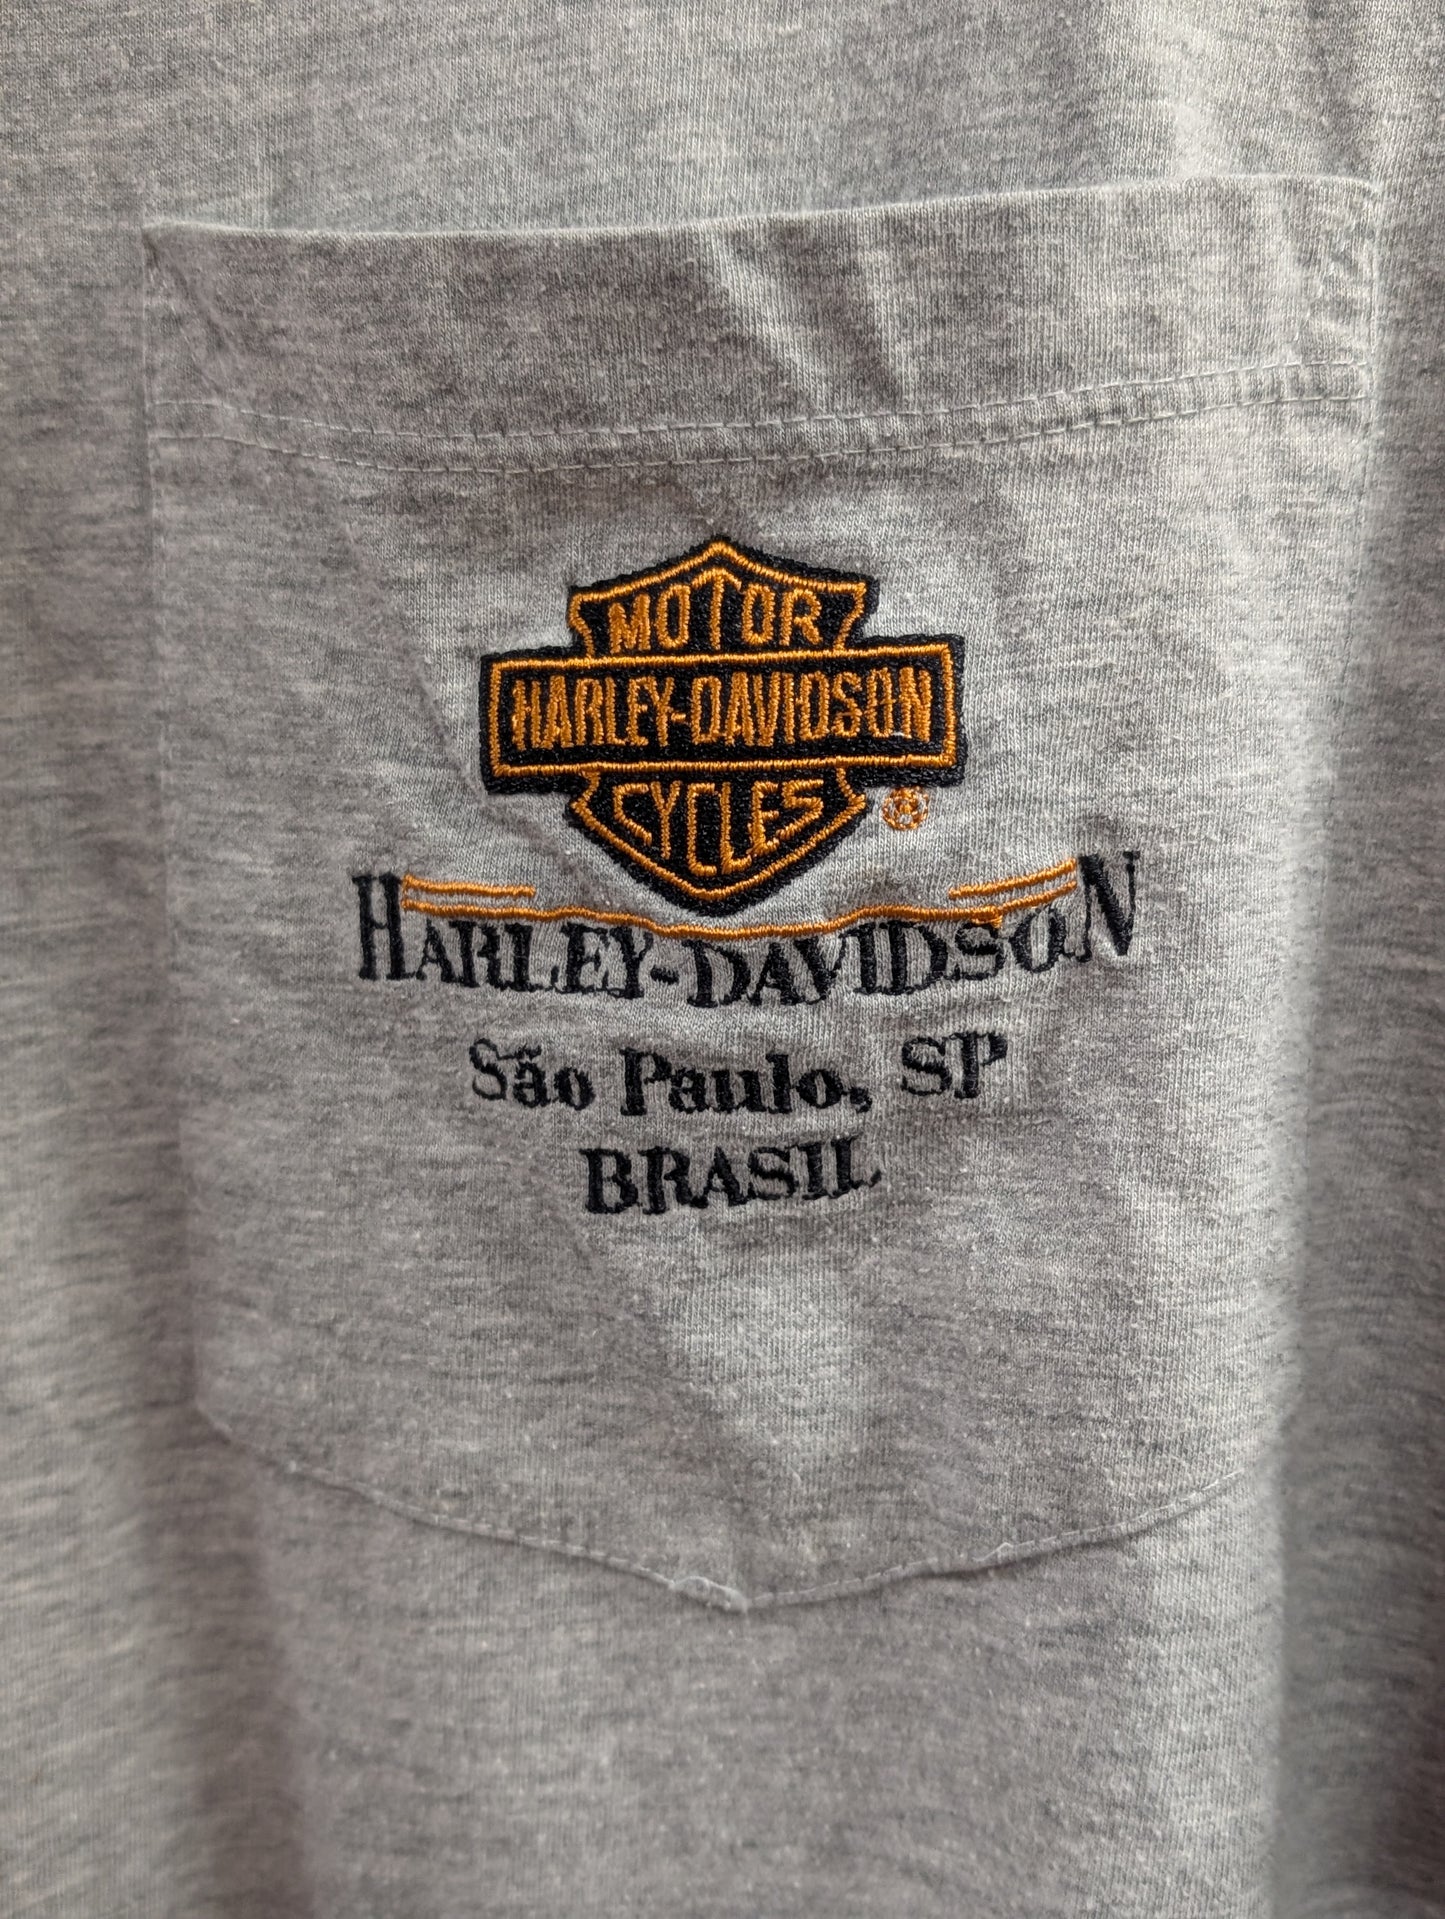 MOTOR
HARLEY-DAVIDSON
CYCLES
®
HARLEY-DAVIDSON
São Paulo, SP
BRASIL